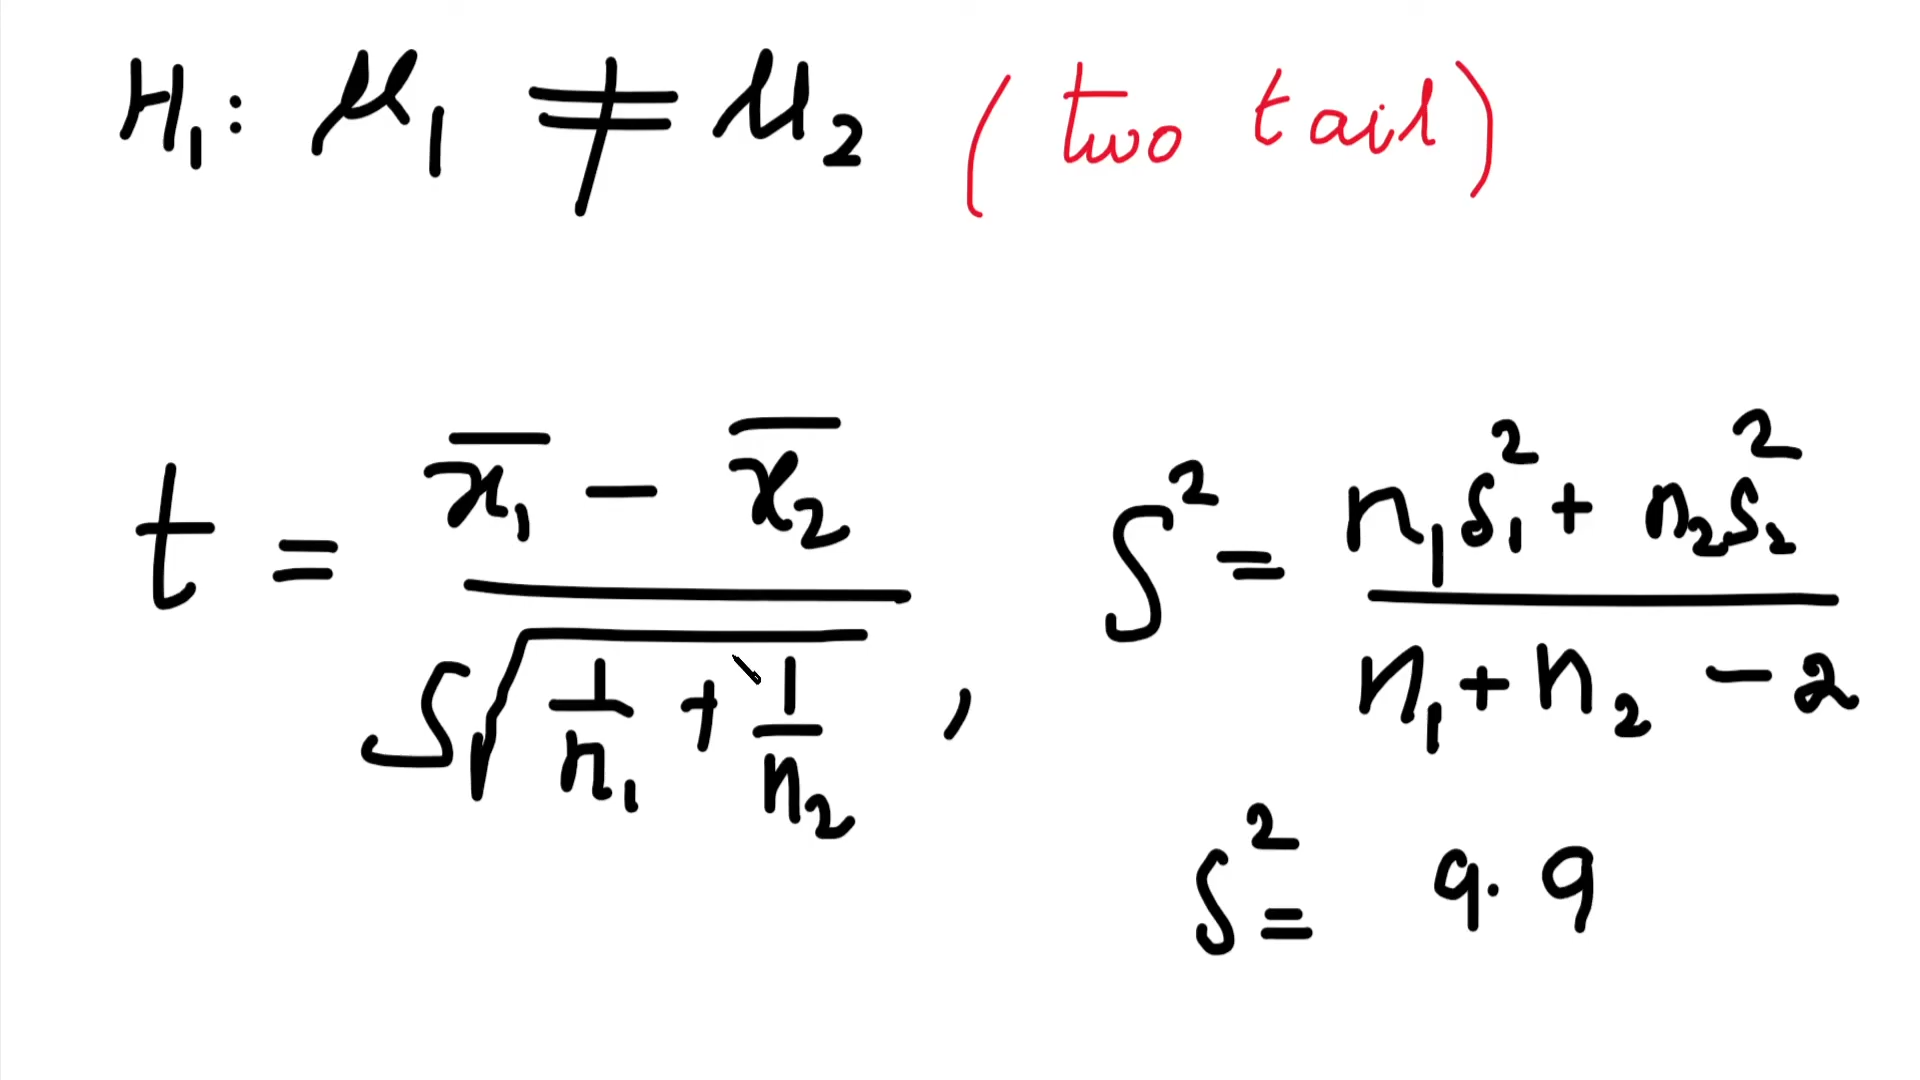 H₁: μ₁ ≠ μ₂ (two tail)
t = (x̄₁ - x̄₂) / (S√(1/n₁ + 1/n₂)) , S² = (n₁s₁² + n₂s₂²) / (n₁ + n₂ - 2)
S² = 9.9